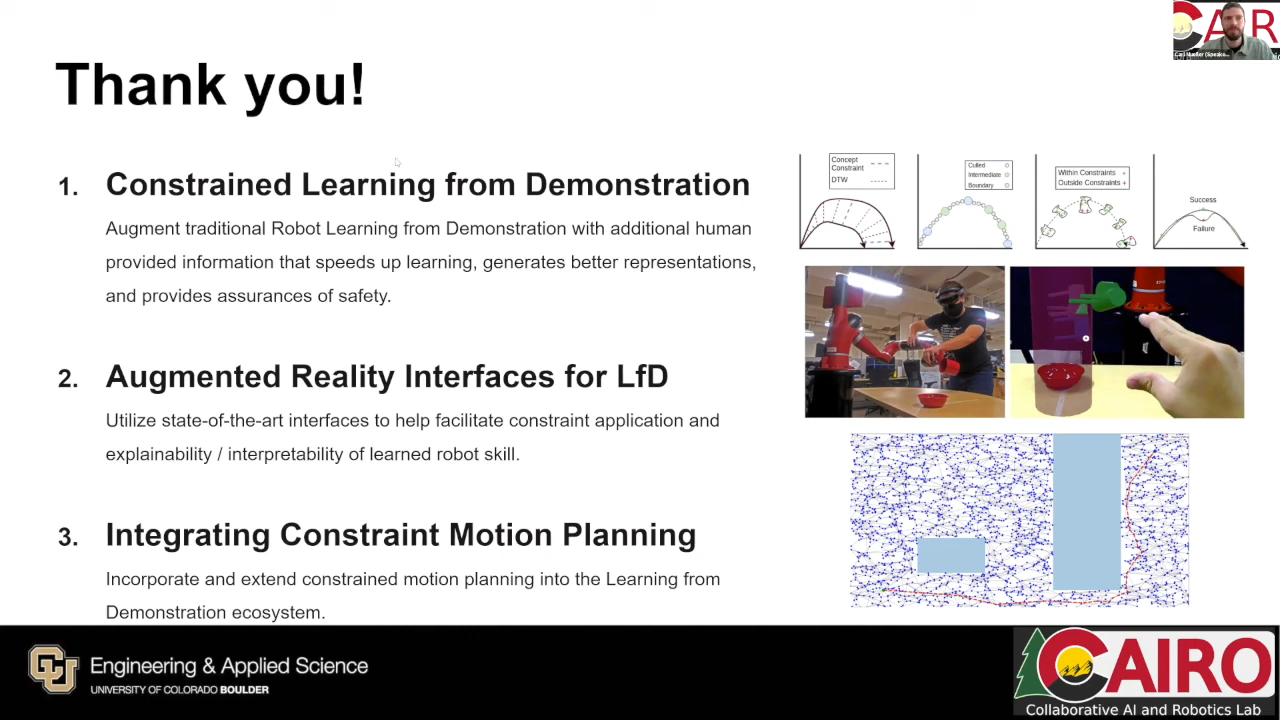 Thank you!
1. Constrained Learning from Demonstration
Augment traditional Robot Learning from Demonstration with additional human
provided information that speeds up learning, generates better representations,
and provides assurances of safety.
2. Augmented Reality Interfaces for LfD
Utilize state-of-the-art interfaces to help facilitate constraint application and
explainability / interpretability of learned robot skill.
3. Integrating Constraint Motion Planning
Incorporate and extend constrained motion planning into the Learning from
Demonstration ecosystem.
Concept
Constraint
DTW
Culled
Intermediate
Boundary
Within Constraints +
Outside Constraints +
Success
Failure
CU
Engineering & Applied Science
UNIVERSITY OF COLORADO BOULDER
CAIRO
Collaborative AI and Robotics Lab